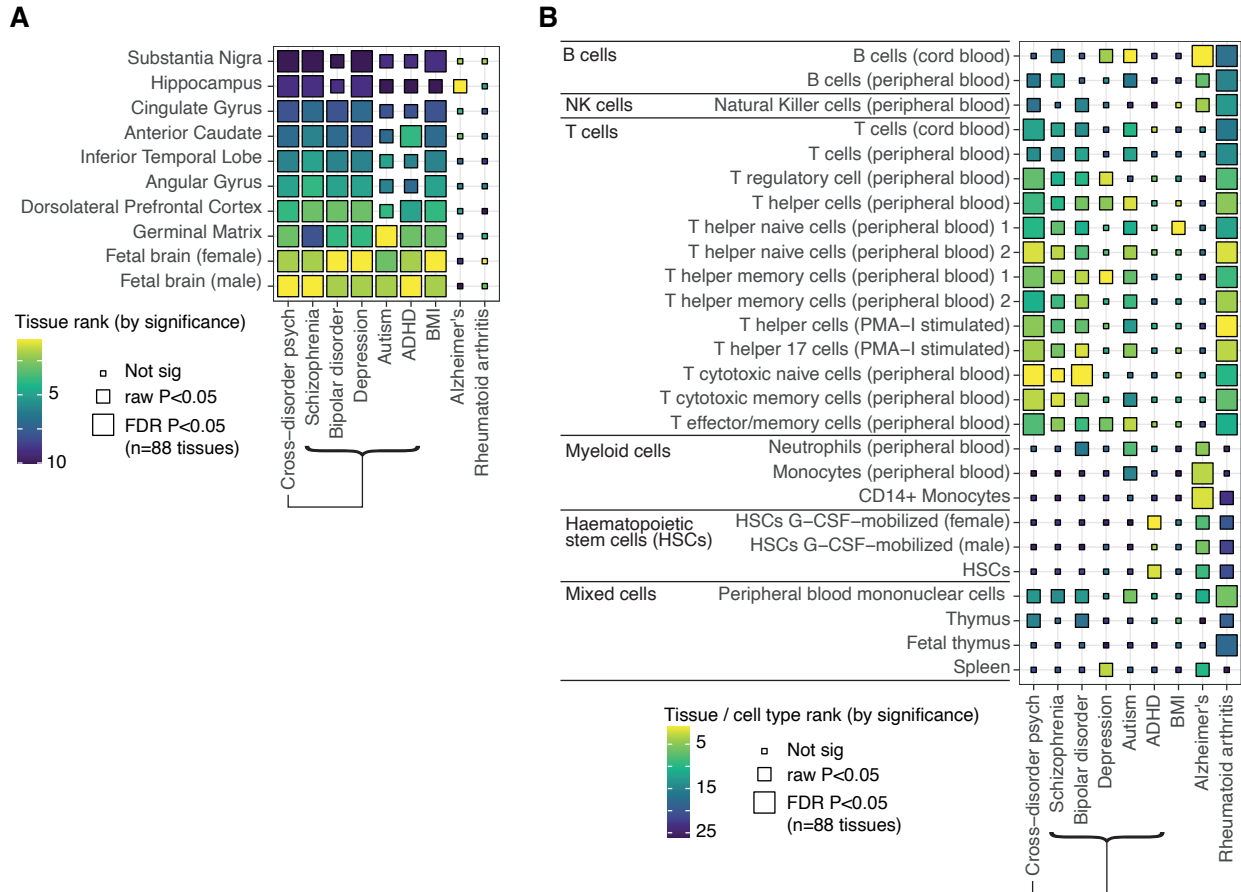 A
Substantia Nigra
Hippocampus
Cingulate Gyrus
Anterior Caudate
Inferior Temporal Lobe
Angular Gyrus
Dorsolateral Prefrontal Cortex
Germinal Matrix
Fetal brain (female)
Fetal brain (male)
Tissue rank (by significance)
5
10
Not sig
raw P<0.05
FDR P<0.05
(n=88 tissues)
Cross−disorder psych
Schizophrenia
Bipolar disorder
Depression
Autism
ADHD
BMI
Alzheimer's
Rheumatoid arthritis
B
B cells
B cells (cord blood)
B cells (peripheral blood)
NK cells
Natural Killer cells (peripheral blood)
T cells
T cells (cord blood)
T cells (peripheral blood)
T regulatory cell (peripheral blood)
T helper cells (peripheral blood)
T helper naive cells (peripheral blood) 1
T helper naive cells (peripheral blood) 2
T helper memory cells (peripheral blood) 1
T helper memory cells (peripheral blood) 2
T helper cells (PMA−I stimulated)
T helper 17 cells (PMA−I stimulated)
T cytotoxic naive cells (peripheral blood)
T cytotoxic memory cells (peripheral blood)
T effector/memory cells (peripheral blood)
Myeloid cells
Neutrophils (peripheral blood)
Monocytes (peripheral blood)
CD14+ Monocytes
Haematopoietic
stem cells (HSCs)
HSCs G−CSF−mobilized (female)
HSCs G−CSF−mobilized (male)
HSCs
Mixed cells
Peripheral blood mononuclear cells
Thymus
Fetal thymus
Spleen
Tissue / cell type rank (by significance)
5
15
25
Not sig
raw P<0.05
FDR P<0.05
(n=88 tissues)
Cross−disorder psych
Schizophrenia
Bipolar disorder
Depression
Autism
ADHD
BMI
Alzheimer's
Rheumatoid arthritis